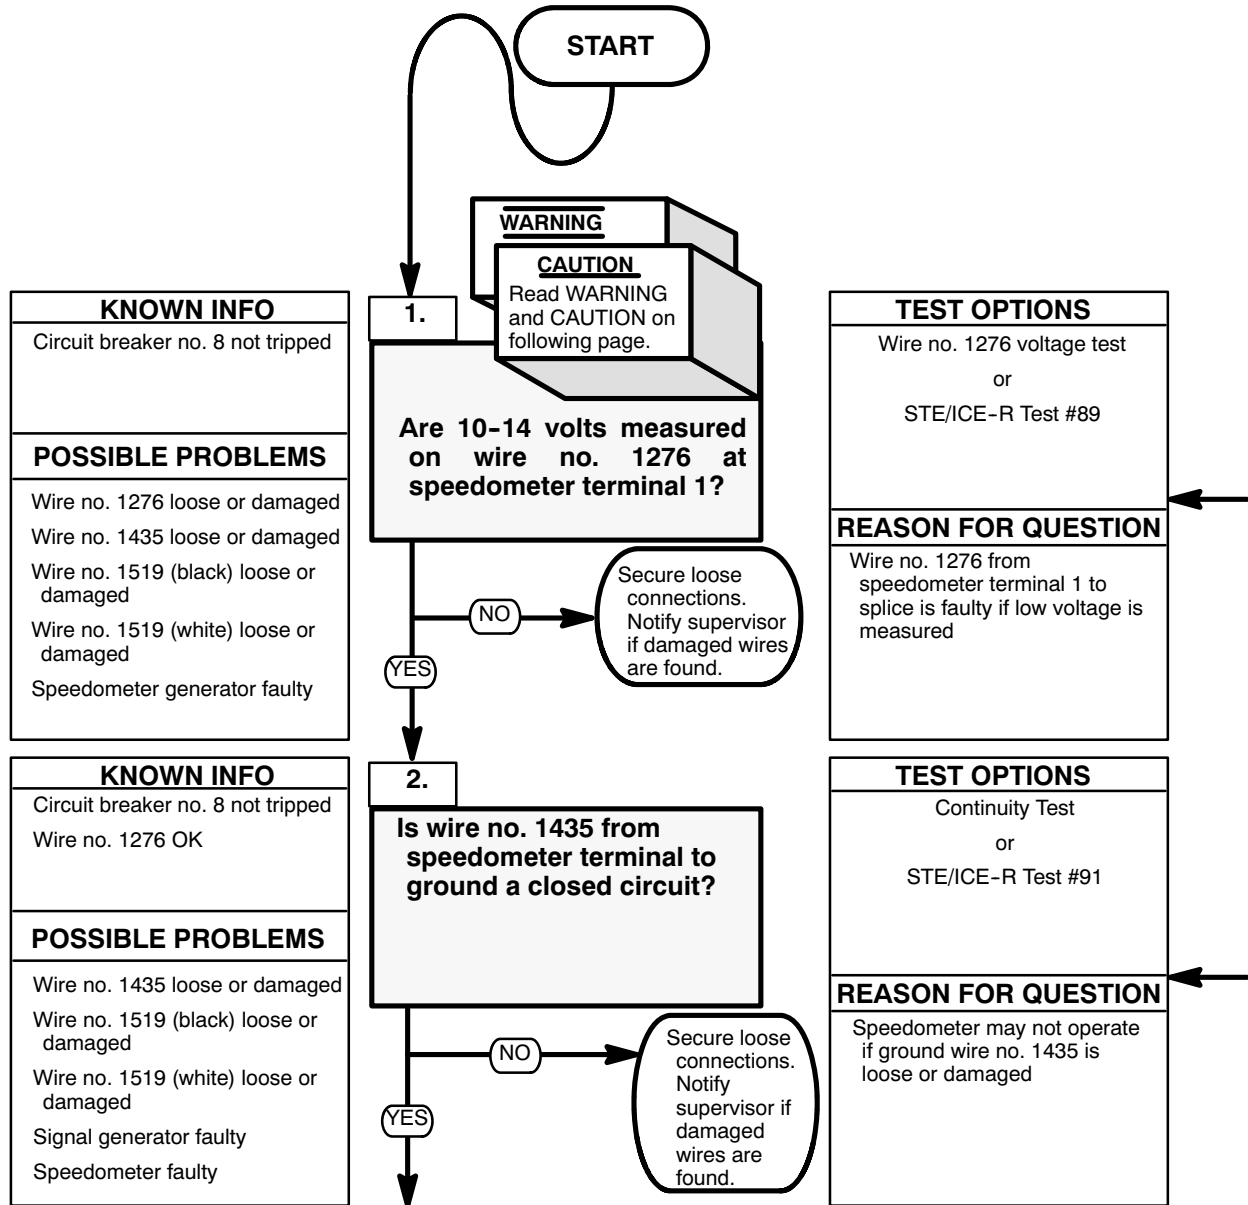 START
WARNING
CAUTION
Read WARNING
and CAUTION on
following page.
KNOWN INFO
Circuit breaker no. 8 not tripped
POSSIBLE PROBLEMS
Wire no. 1276 loose or damaged
Wire no. 1435 loose or damaged
Wire no. 1519 (black) loose or
damaged
Wire no. 1519 (white) loose or
damaged
Speedometer generator faulty
1.
Are 10-14 volts measured
on wire no. 1276 at
speedometer terminal 1?
NO
Secure loose
connections.
Notify supervisor
if damaged wires
are found.
YES
TEST OPTIONS
Wire no. 1276 voltage test
or
STE/ICE-R Test #89
REASON FOR QUESTION
Wire no. 1276 from
speedometer terminal 1 to
splice is faulty if low voltage is
measured
KNOWN INFO
Circuit breaker no. 8 not tripped
Wire no. 1276 OK
POSSIBLE PROBLEMS
Wire no. 1435 loose or damaged
Wire no. 1519 (black) loose or
damaged
Wire no. 1519 (white) loose or
damaged
Signal generator faulty
Speedometer faulty
2.
Is wire no. 1435 from
speedometer terminal to
ground a closed circuit?
NO
Secure loose
connections.
Notify
supervisor if
damaged
wires are
found.
YES
TEST OPTIONS
Continuity Test
or
STE/ICE-R Test #91
REASON FOR QUESTION
Speedometer may not operate
if ground wire no. 1435 is
loose or damaged